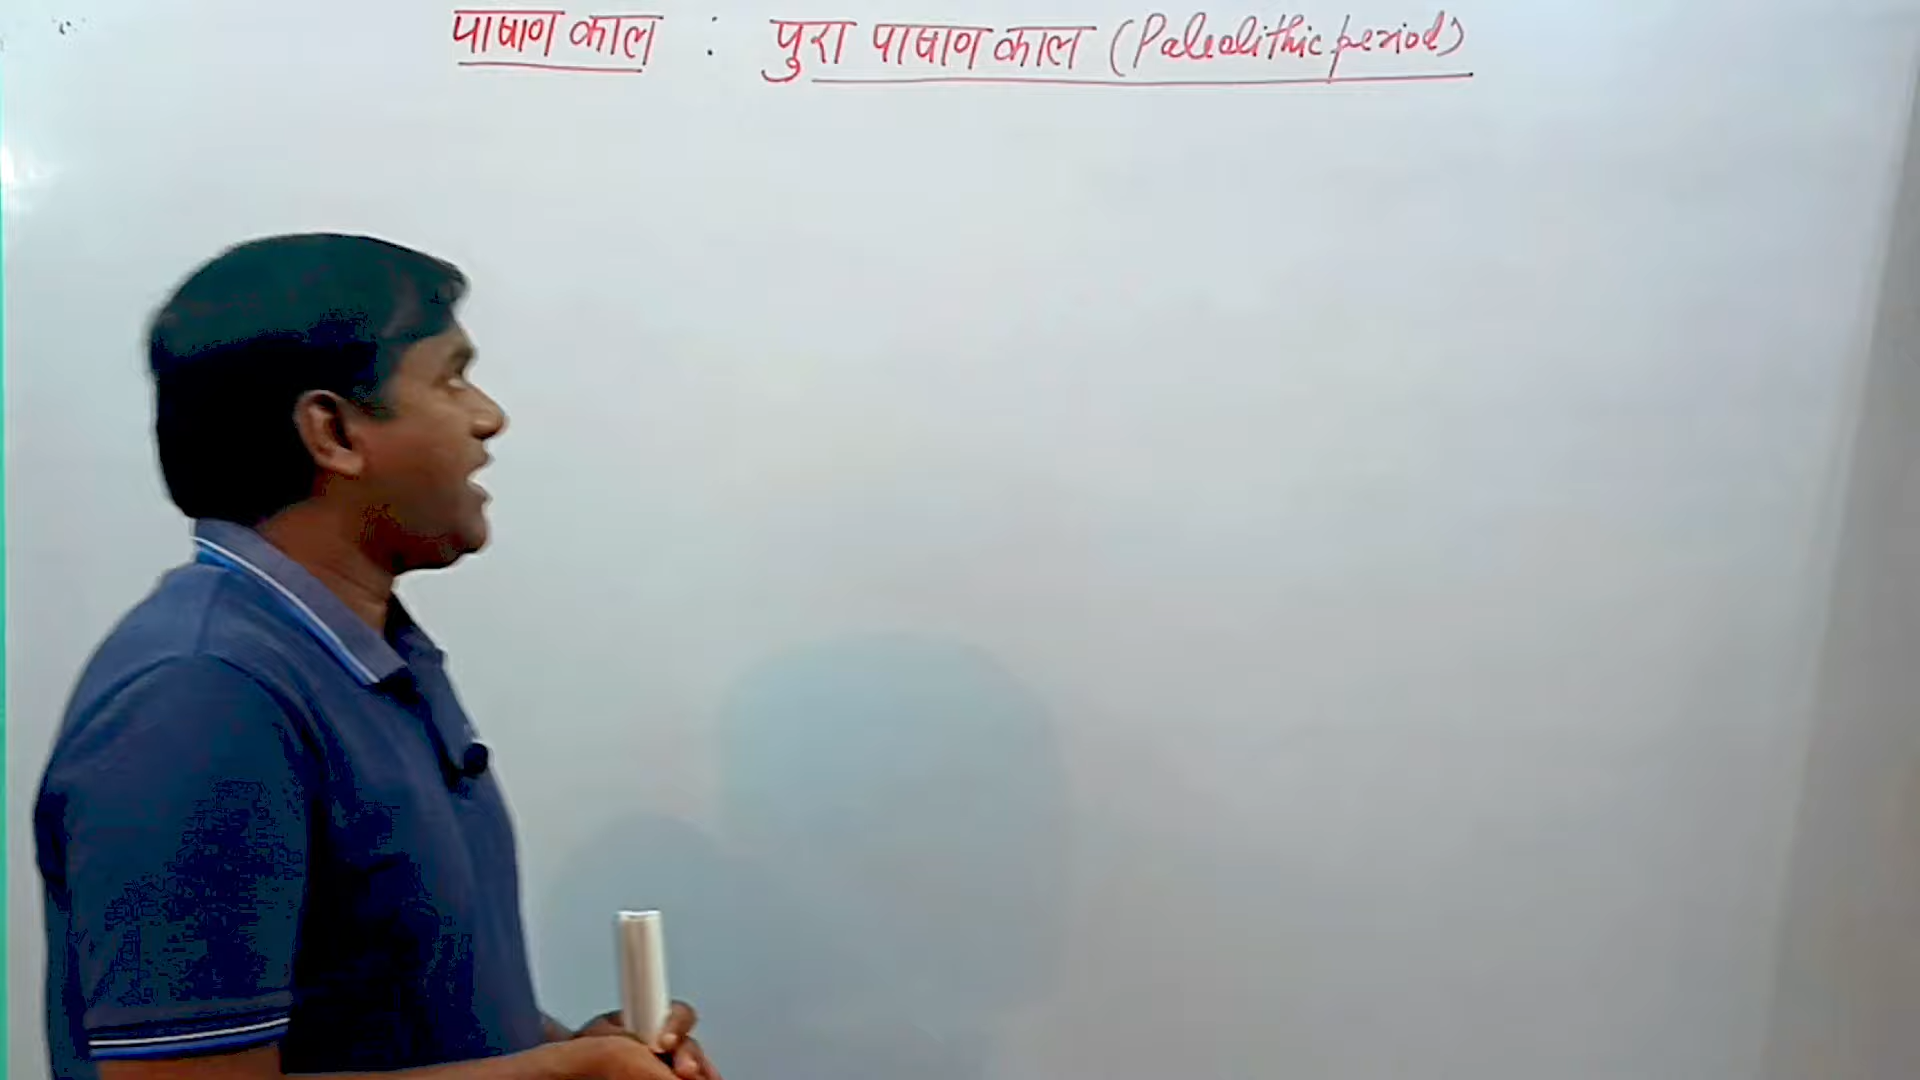 पाषाण काल : पुरा पाषाण काल (Paleolithic period)